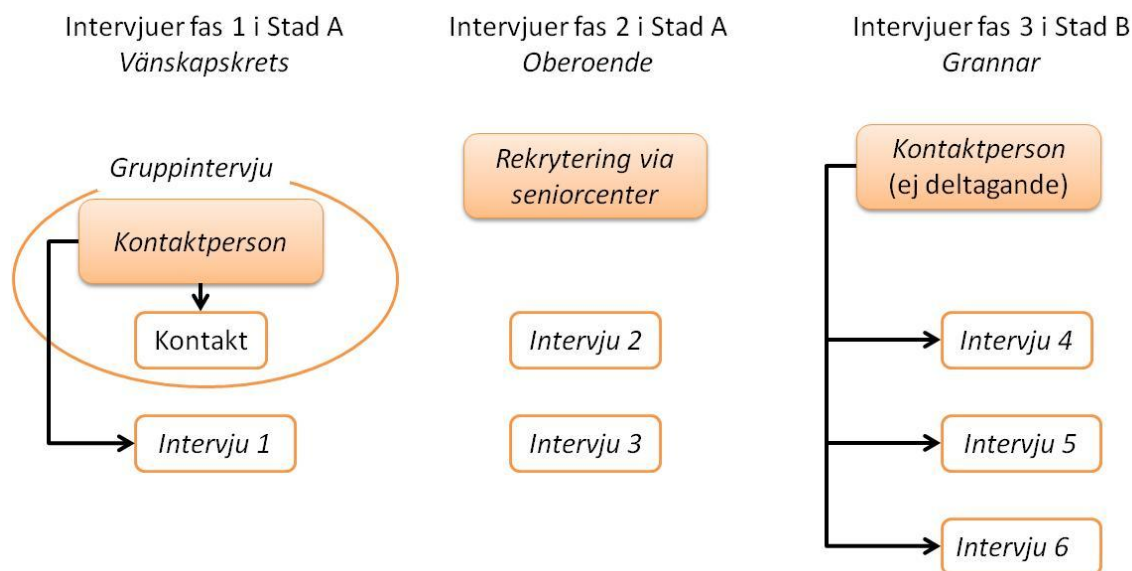 Intervjuer fas 1 i Stad A
Vänskapskrets
Gruppintervju
Kontaktperson
Kontakt
Intervju 1
Intervjuer fas 2 i Stad A
Oberoende
Rekrytering via
seniorcenter
Intervju 2
Intervju 3
Intervjuer fas 3 i Stad B
Grannar
Kontaktperson
(ej deltagande)
Intervju 4
Intervju 5
Intervju 6